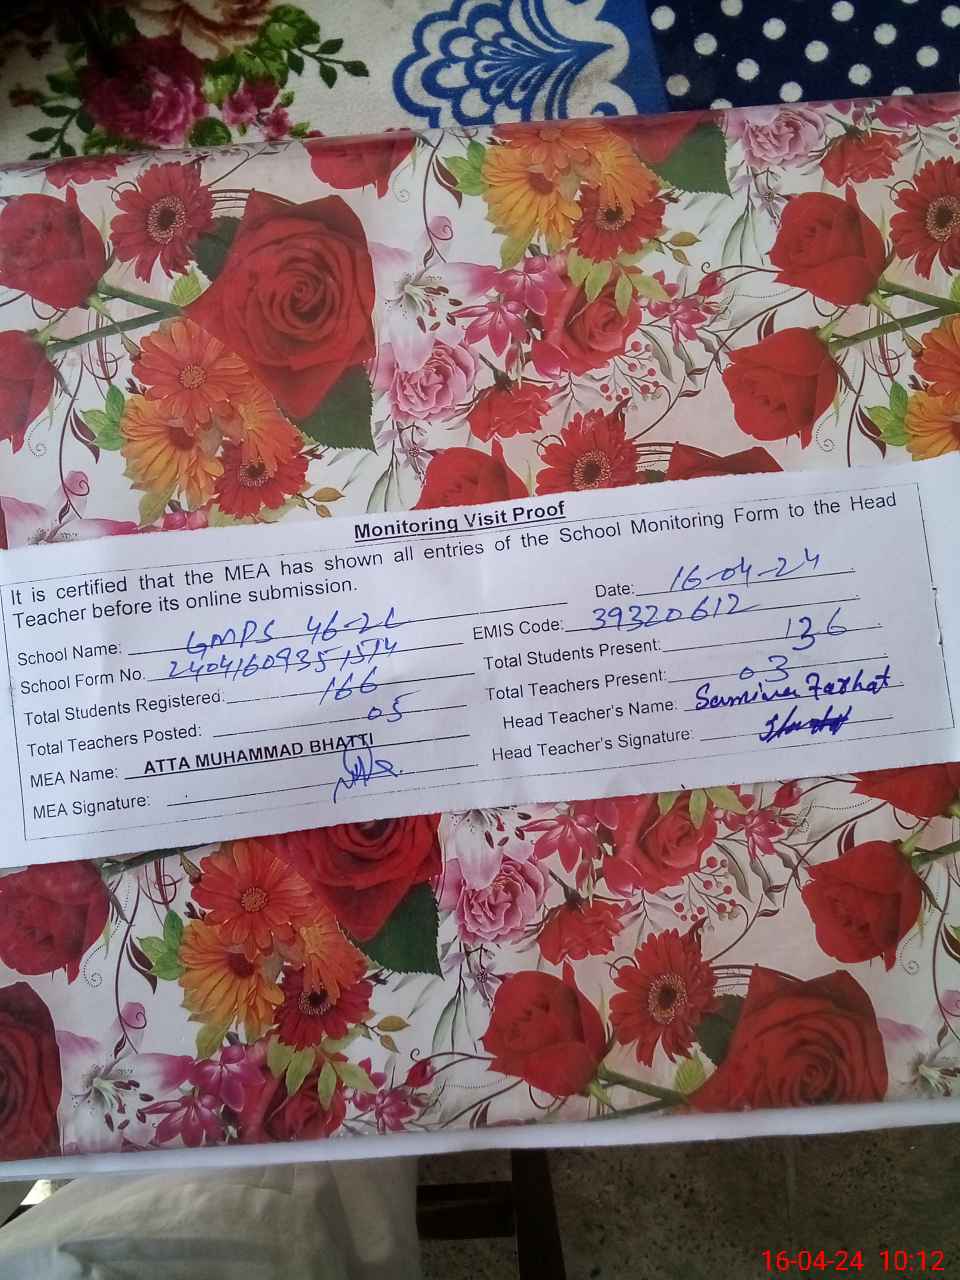 Monitoring Visit Proof
It is certified that the MEA has shown all entries of the School Monitoring Form to the Head
Teacher before its online submission.
Date: 16-04-24
School Name: GMPS 46-2L
EMIS Code: 39320612
School Form No. 24041609351574
Total Students Present: 136
Total Students Registered: 166
Total Teachers Present: 03
Total Teachers Posted: 05
Head Teacher's Name: Samina Farhat
MEA Name: ATTA MUHAMMAD BHATTI
Head Teacher's Signature:
MEA Signature:
16-04-24 10:12